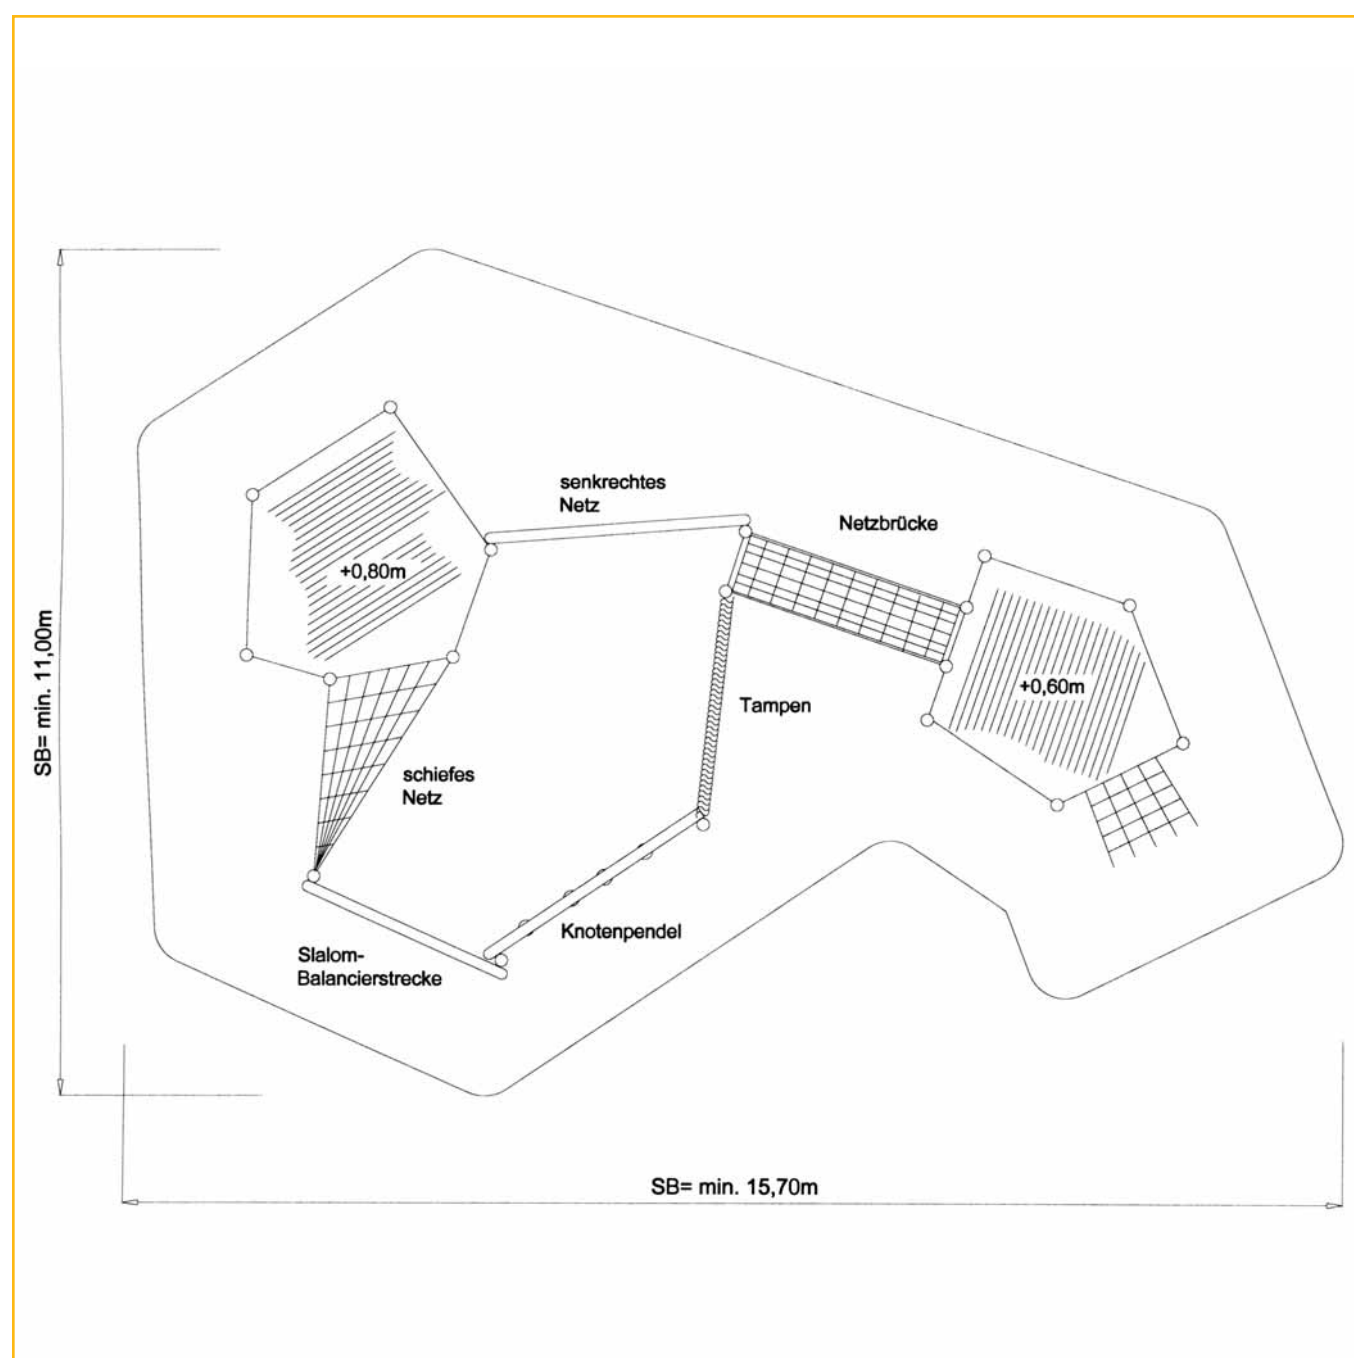 senkrechtes
Netz
Netzbrücke
+0,80m
+0,60m
Tampen
schiefes
Netz
Knotenpendel
Slalom-
Balancierstrecke
SB= min. 11,00m
SB= min. 15,70m